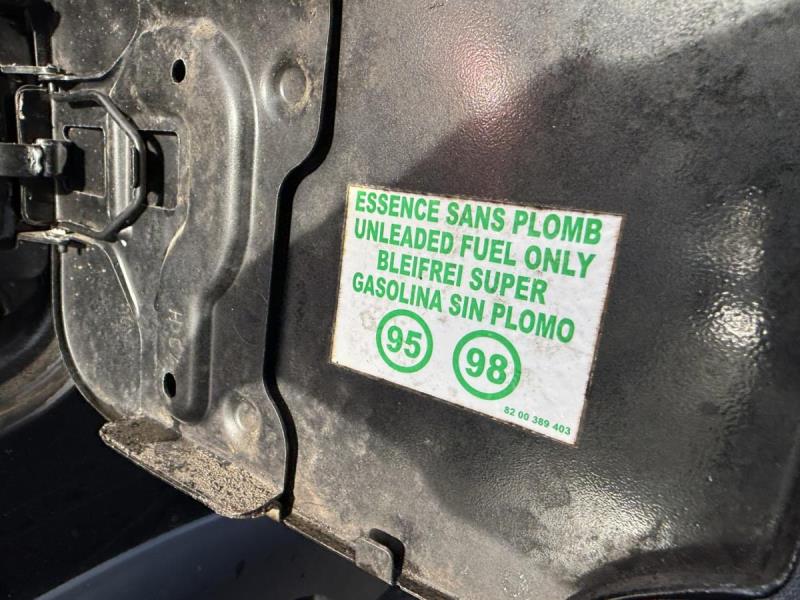 ESSENCE SANS PLOMB
UNLEADED FUEL ONLY
BLEIFREI SUPER
GASOLINA SIN PLOMO
95 98
82 00 389 403